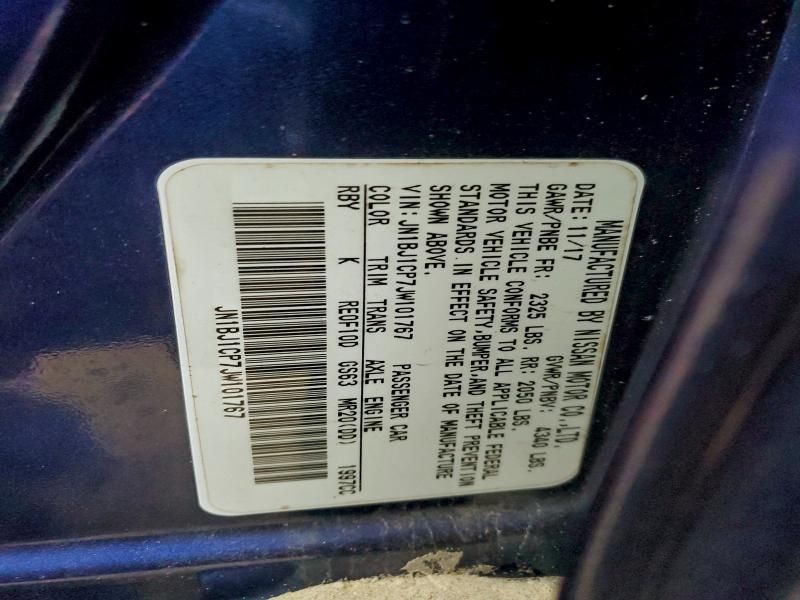 MANUFACTURED BY NISSAN MOTOR CO.,LTD.
DATE: 11/17 GVWR/PNBV: 4340 LBS.
GAWR/PNBE FR: 2325 LBS, RR: 2050 LBS.
THIS VEHICLE CONFORMS TO ALL APPLICABLE FEDERAL
MOTOR VEHICLE SAFETY,BUMPER,AND THEFT PREVENTION
STANDARDS IN EFFECT ON THE DATE OF MANUFACTURE
SHOWN ABOVE.
VIN:JN1BJ1CP7JW101767 PASSENGER CAR
COLOR TRIM TRANS AXLE ENGINE
RBY K RE0F10D GS63 MR20(DD) 1997CC
JN1BJ1CP7JW101767